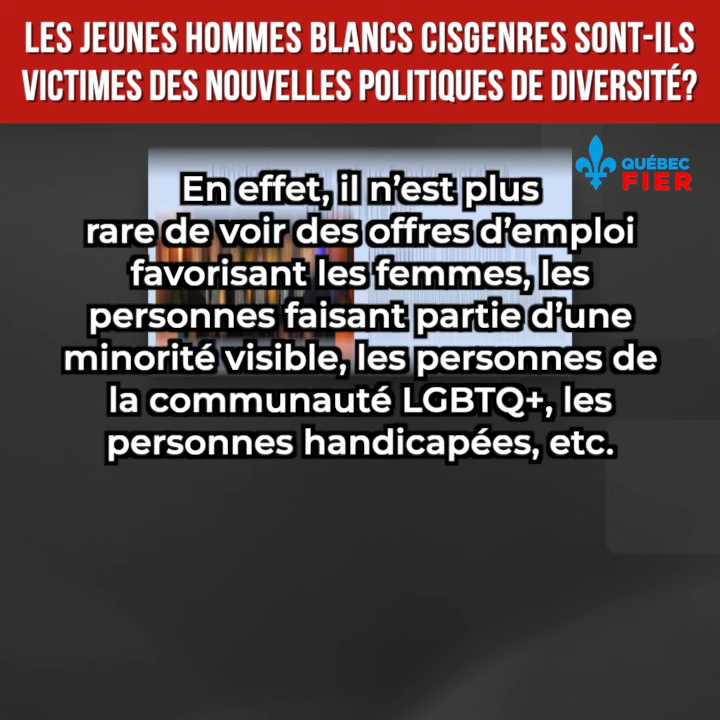 LES JEUNES HOMMES BLANCS CISGENRES SONT-ILS
VICTIMES DES NOUVELLES POLITIQUES DE DIVERSITÉ?
QUÉBEC
FIER
En effet, il n'est plus
rare de voir des offres d'emploi
favorisant les femmes, les
personnes faisant partie d'une
minorité visible, les personnes de
la communauté LGBTQ+, les
personnes handicapées, etc.